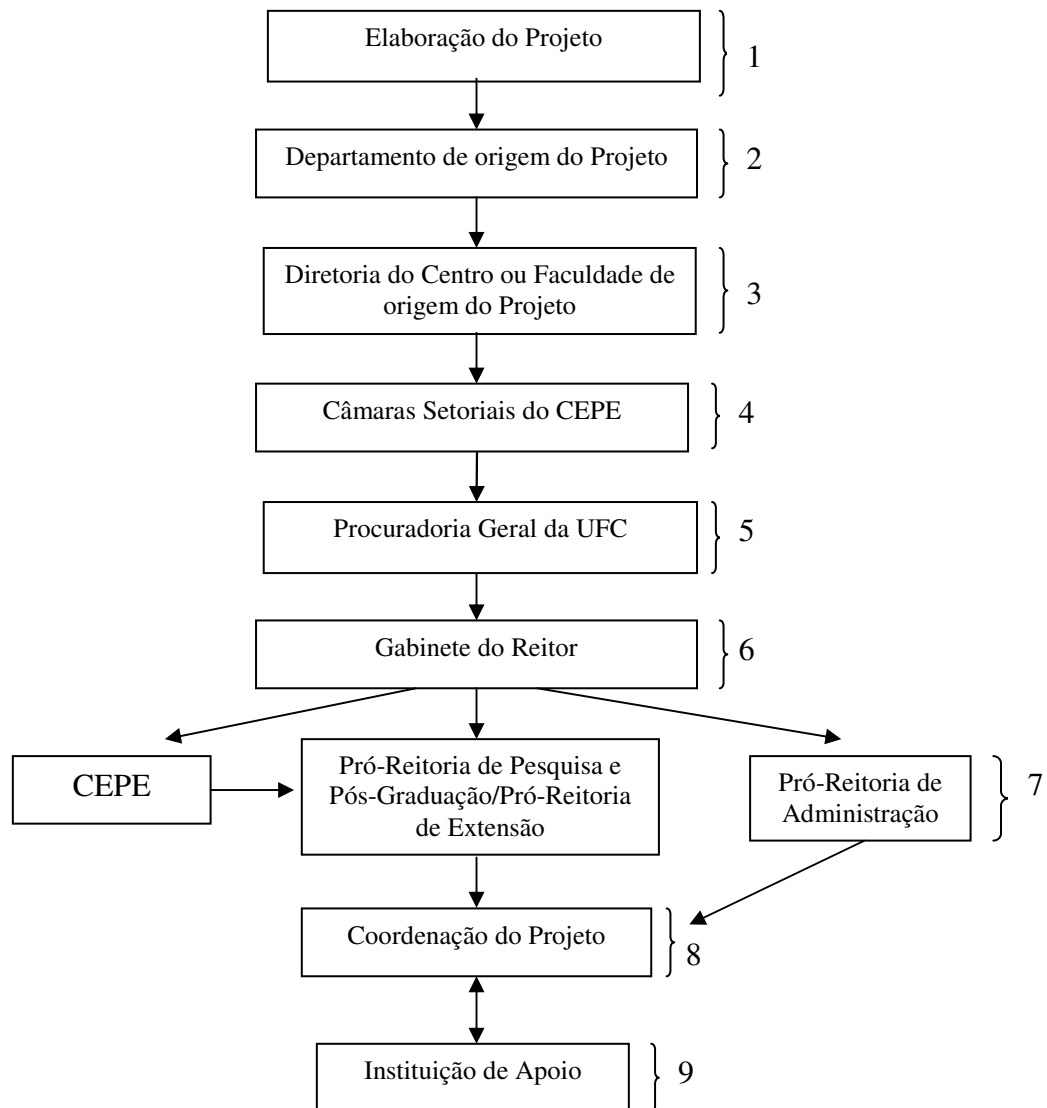 Elaboração do Projeto
1
Departamento de origem do Projeto
2
Diretoria do Centro ou Faculdade de
origem do Projeto
3
Câmaras Setoriais do CEPE
4
Procuradoria Geral da UFC
5
Gabinete do Reitor
6
CEPE
Pró-Reitoria de Pesquisa e
Pós-Graduação/Pró-Reitoria
de Extensão
Pró-Reitoria de
Administração
7
Coordenação do Projeto
8
Instituição de Apoio
9